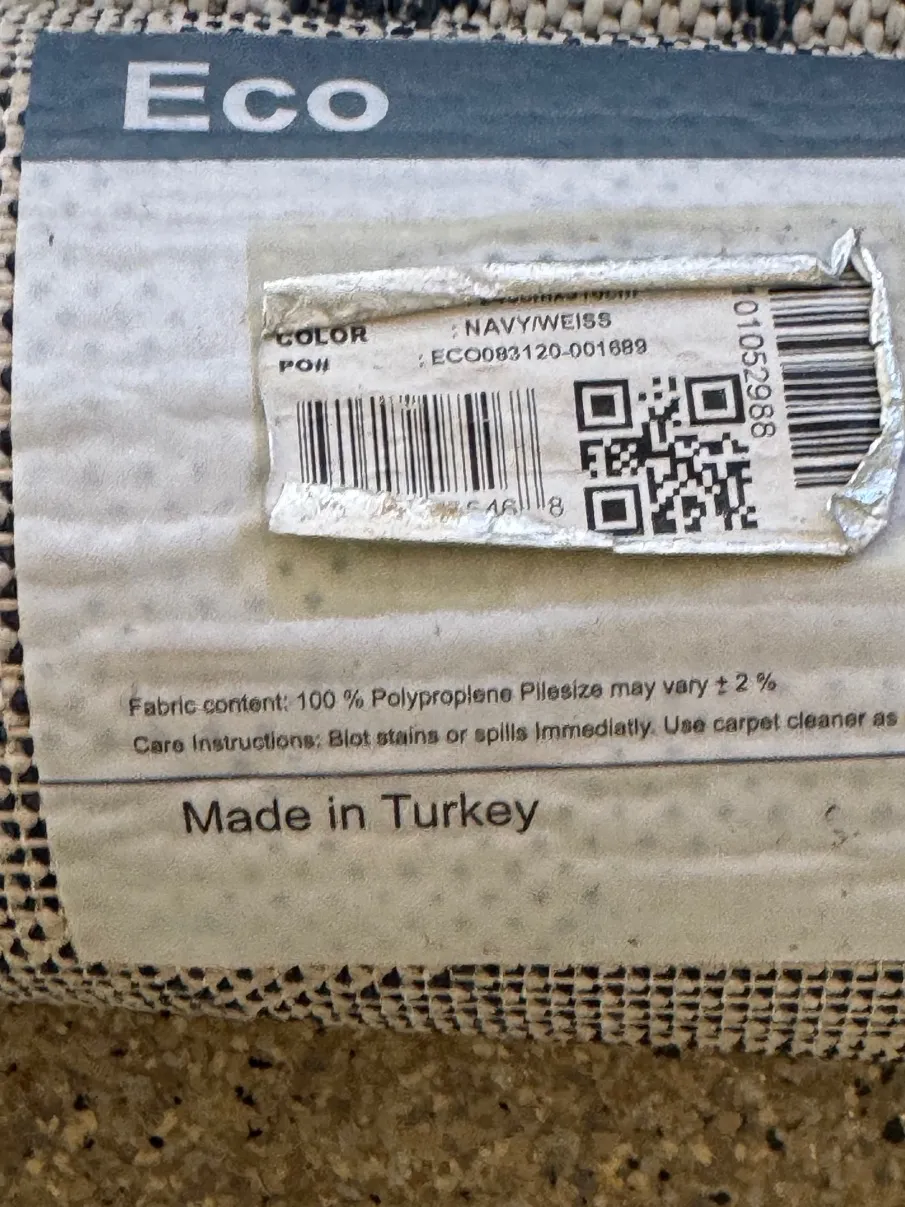 Eco
COLOR : NAVY/WEISS
PO# : ECO083120-001689
01052988
8
Fabric content: 100 % Polyproplene Pilesize may vary ± 2 %
Care Instructions: Blot stains or spills Immediatly. Use carpet cleaner as
Made in Turkey